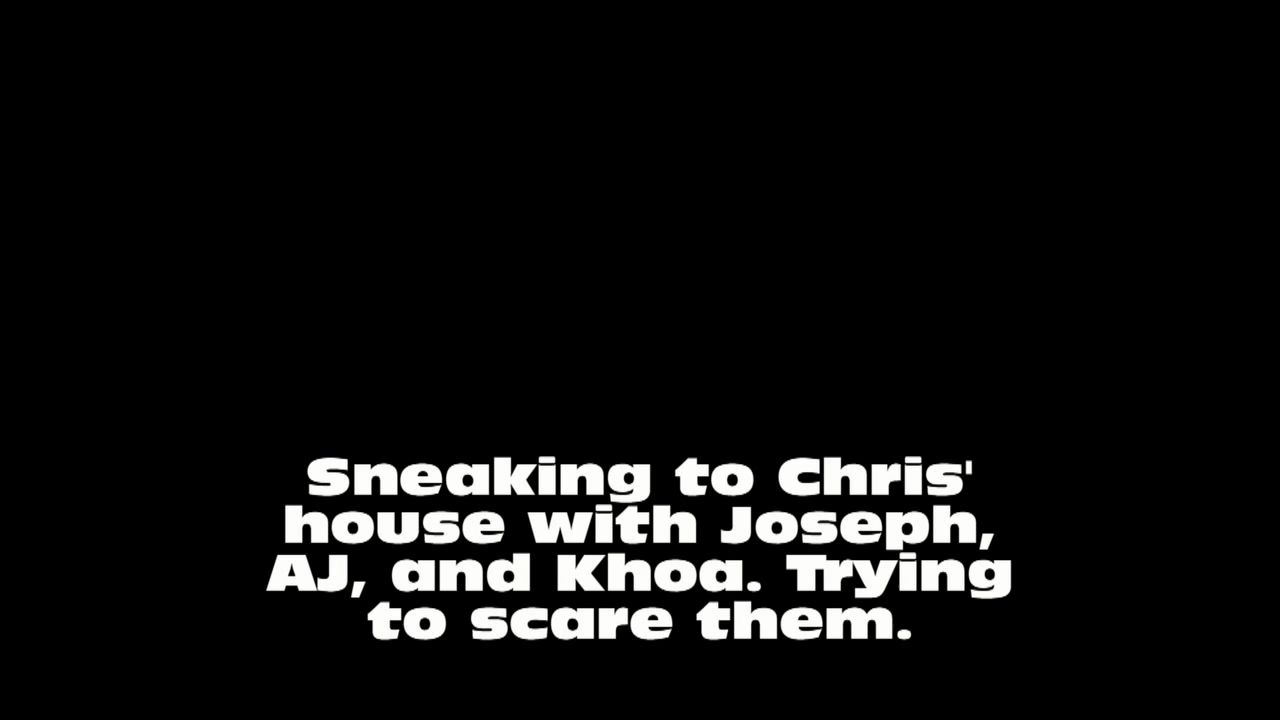 Sneaking to Chris'
house with Joseph,
AJ, and Khoa. Trying
to scare them.